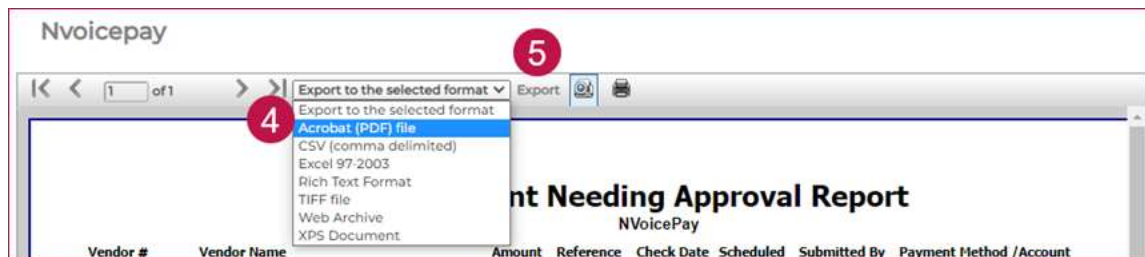 Nvoicepay
5
1 of 1 Export to the selected format Export
4
Export to the selected format
Acrobat (PDF) file
CSV (comma delimited)
Excel 97-2003
Rich Text Format
TIFF file
Web Archive
XPS Document
nt Needing Approval Report
NVoicePay
Vendor # Vendor Name Amount Reference Check Date Scheduled Submitted By Payment Method /Account